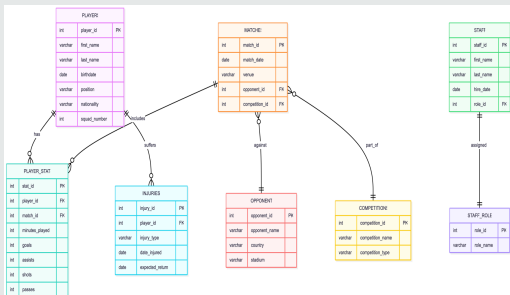 PLAYER
int player_id PK
varchar first_name
varchar last_name
date birthdate
varchar position
varchar nationality
int squad_number
MATCHE
int match_id PK
date match_date
varchar venue
int opponent_id FK
int competition_id FK
STAFF
int staff_id PK
varchar first_name
varchar last_name
date hire_date
int role_id FK
has
includes
suffers
against
part_of
assigned
PLAYER_STAT
int stat_id PK
int player_id FK
int match_id FK
int minutes_played
int goals
int assists
int shots
int passes
INJURIES
int injury_id PK
int player_id FK
varchar injury_type
date date_injured
date expected_return
OPPONENT
int opponent_id PK
varchar opponent_name
varchar country
varchar stadium
COMPETITION
int competition_id PK
varchar competition_name
varchar competition_type
STAFF_ROLE
int role_id PK
varchar role_name